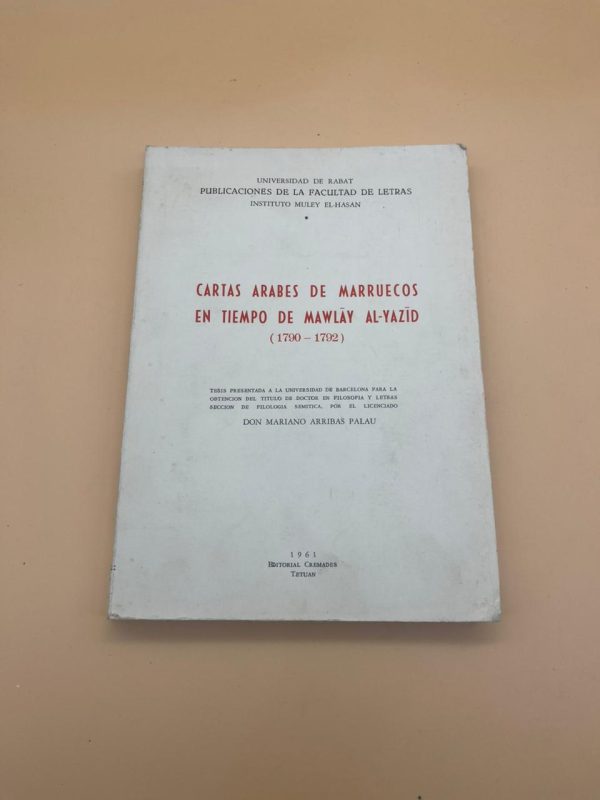 UNIVERSIDAD DE RABAT
PUBLICACIONES DE LA FACULTAD DE LETRAS
INSTITUTO MULEY EL-HASAN
*
CARTAS ARABES DE MARRUECOS
EN TIEMPO DE MAWLĀY AL-YAZĪD
(1790 – 1792)
TESIS PRESENTADA A LA UNIVERSIDAD DE BARCELONA PARA LA
OBTENCION DEL TITULO DE DOCTOR EN FILOSOFIA Y LETRAS
SECCION DE FILOLOGIA SEMITICA, POR EL LICENCIADO
DON MARIANO ARRIBAS PALAU
1961
EDITORIAL CREMADES
TETUAN